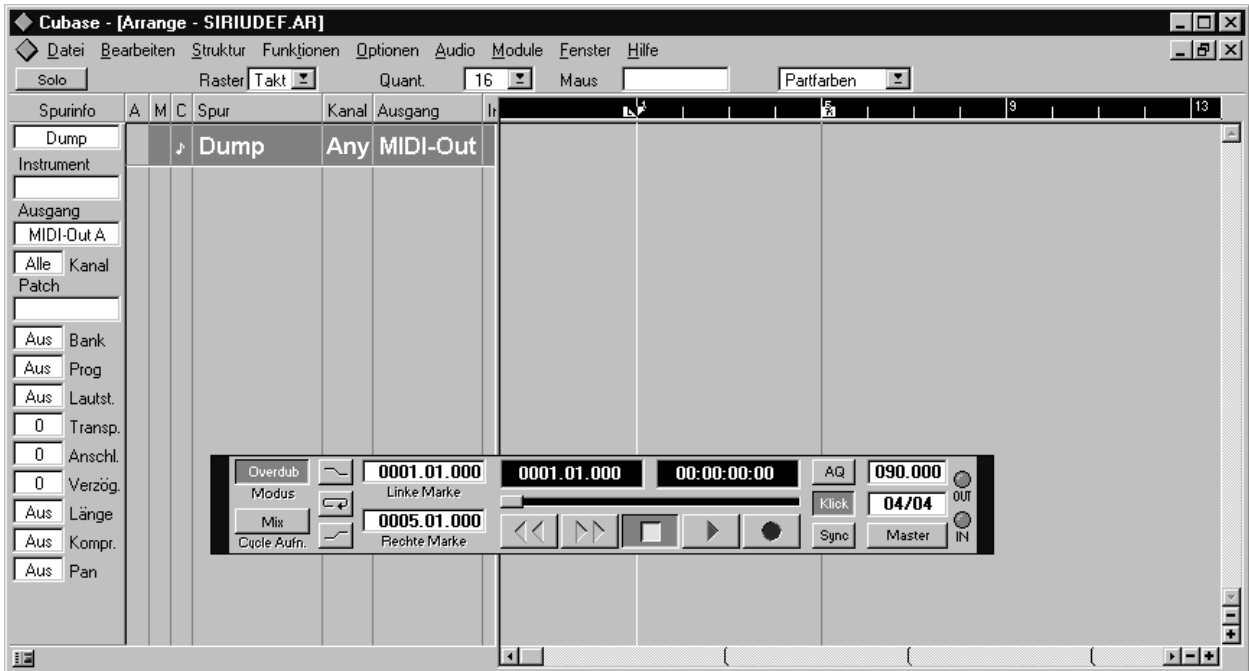 Cubase - [Arrange - SIRIUDEF.AR]
Datei Bearbeiten Struktur Funktionen Optionen Audio Module Fenster Hilfe
Solo Raster Takt Quant. 16 Maus Partfarben
Spurinfo A M C Spur Kanal Ausgang In 1 5 9 13
Dump
Dump Any MIDI-Out
Instrument
Ausgang
MIDI-Out A
Alle Kanal
Patch
Aus Bank
Aus Prog
Aus Lautst.
0 Transp.
0 Anschl.
0 Verzög.
Aus Länge
Aus Kompr.
Aus Pan
Overdub 0001.01.000 0001.01.000 00:00:00:00 AQ 090.000
Modus Linke Marke Klick 04/04 OUT
Mix 0005.01.000
Cycle Aufn. Rechte Marke Sync Master IN